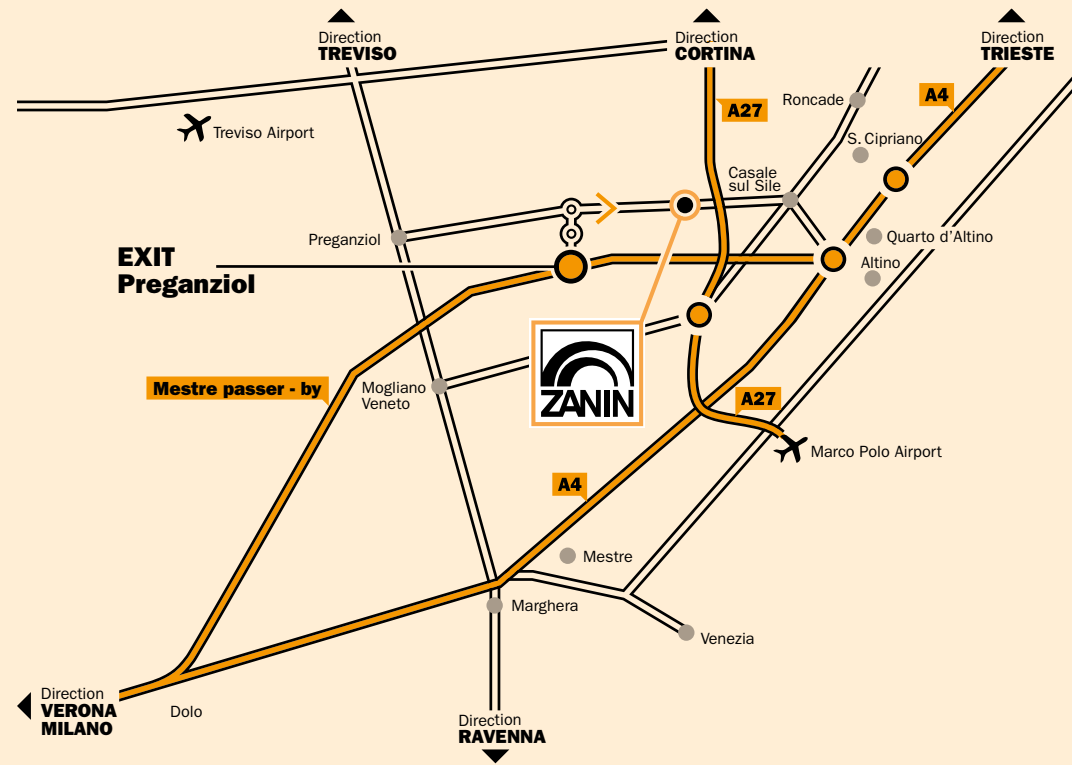 Direction
TREVISO
Direction
CORTINA
Direction
TRIESTE
A4
A27
Roncade
Treviso Airport
S. Cipriano
Casale
sul Sile
Preganziol
Quarto d'Altino
EXIT
Preganziol
Altino
ZANIN
Mestre passer - by
Mogliano
Veneto
A27
Marco Polo Airport
A4
Mestre
Marghera
Venezia
Direction
VERONA
MILANO
Dolo
Direction
RAVENNA